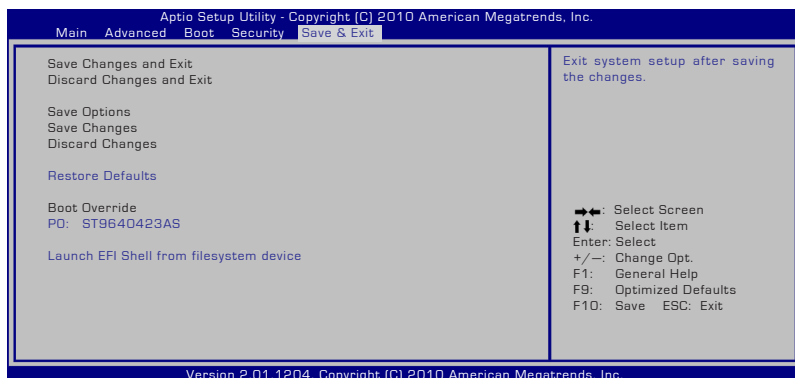 Aptio Setup Utility - Copyright (C) 2010 American Megatrends, Inc.
Main Advanced Boot Security Save & Exit
Save Changes and Exit
Discard Changes and Exit
Save Options
Save Changes
Discard Changes
Restore Defaults
Boot Override
P0: ST9640423AS
Launch EFI Shell from filesystem device
Exit system setup after saving
the changes.
→←: Select Screen
↑↓: Select Item
Enter: Select
+/—: Change Opt.
F1: General Help
F9: Optimized Defaults
F10: Save ESC: Exit
Version 2.01.1204. Copyright (C) 2010 American Megatrends, Inc.